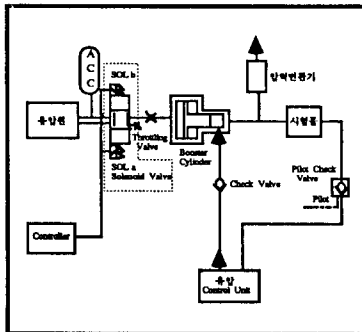 A
C
C
SOL b
유압원
Throttling
Valve
SOL a
Solenoid Valve
Booster
Cylinder
압력변환기
시험품
Check Valve
Pilot Check
Valve
Pilot
Controller
유압
Control Unit